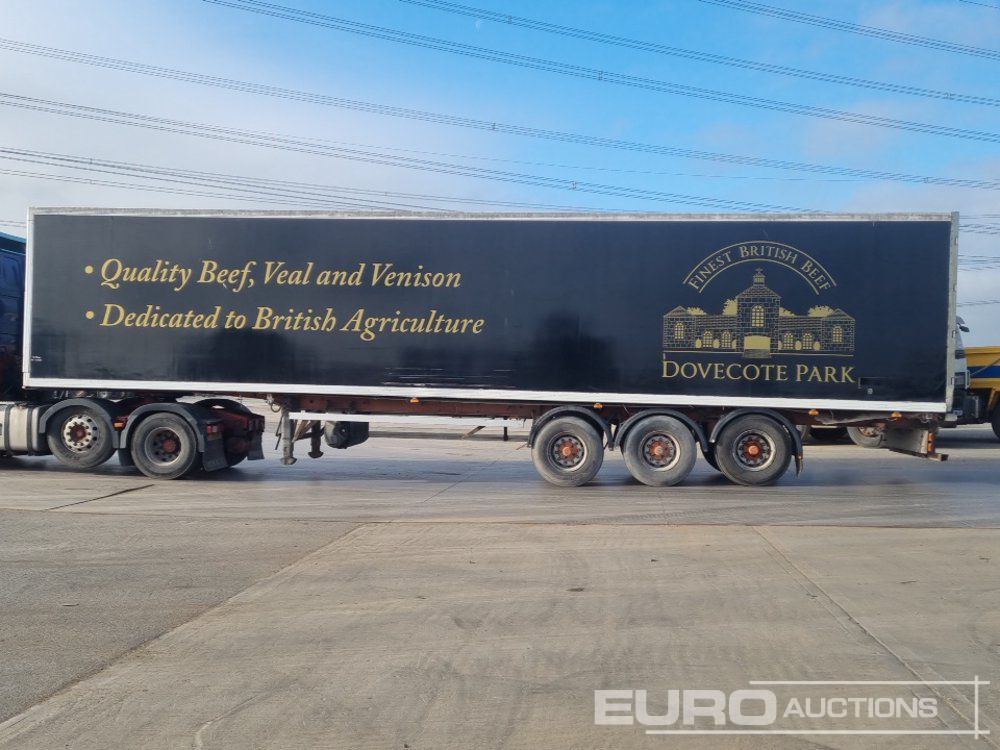 • Quality Beef, Veal and Venison
• Dedicated to British Agriculture
FINEST BRITISH BEEF
DOVECOTE PARK
EURO AUCTIONS